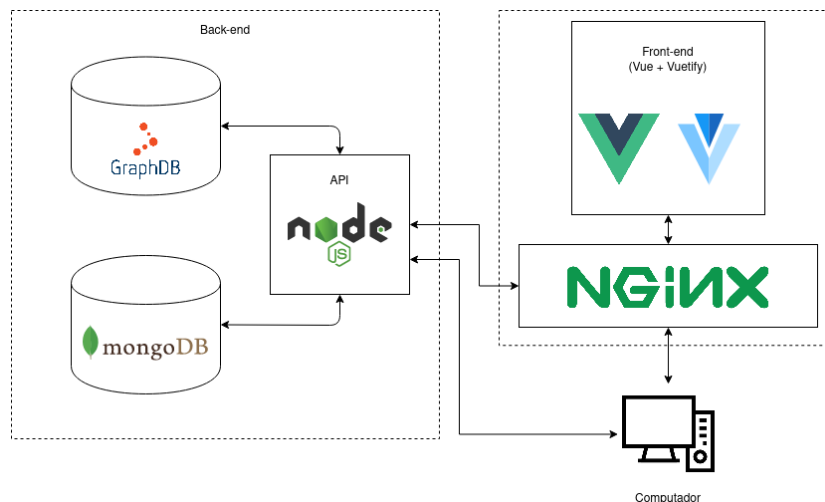 Back-end
Front-end
(Vue + Vuetify)
GraphDB
API
node
JS
NGiNX
mongoDB
Computador